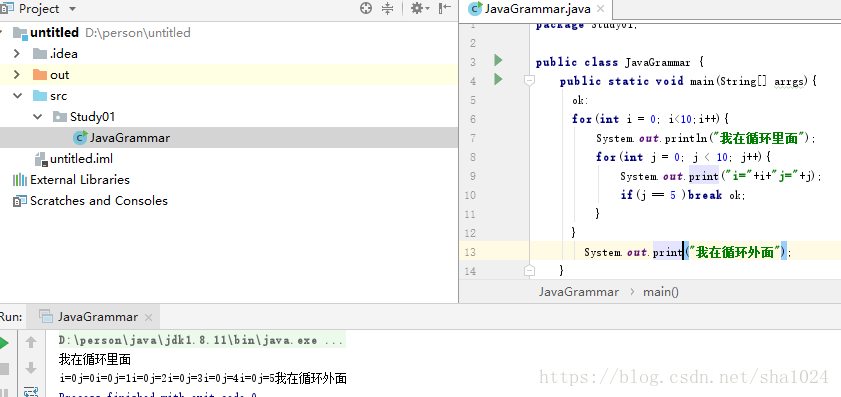 Project
JavaGrammar.java
untitled D:\person\untitled
.idea
out
src
Study01
JavaGrammar
untitled.iml
External Libraries
Scratches and Consoles
package Study01;
2
3 public class JavaGrammar {
4 public static void main(String[] arrgs){
5 ok:
6 for(int i = 0; i<10;i++){
7 System.out.println("我在循环里面");
8 for(int j = 0; j < 10; j++){
9 System.out.print("i="+i+"j="+j);
10 if(j == 5 )break ok;
11 }
12 }
13 System.out.print("我在循环外面");
14 }
JavaGrammar > main()
Run: JavaGrammar
D:\person\java\jdk1.8.11\bin\java.exe ...
我在循环里面
i=0j=0i=0j=1i=0j=2i=0j=3i=0j=4i=0j=5我在循环外面
Process finished with exit code 0
https://blog.csdn.net/sha1024